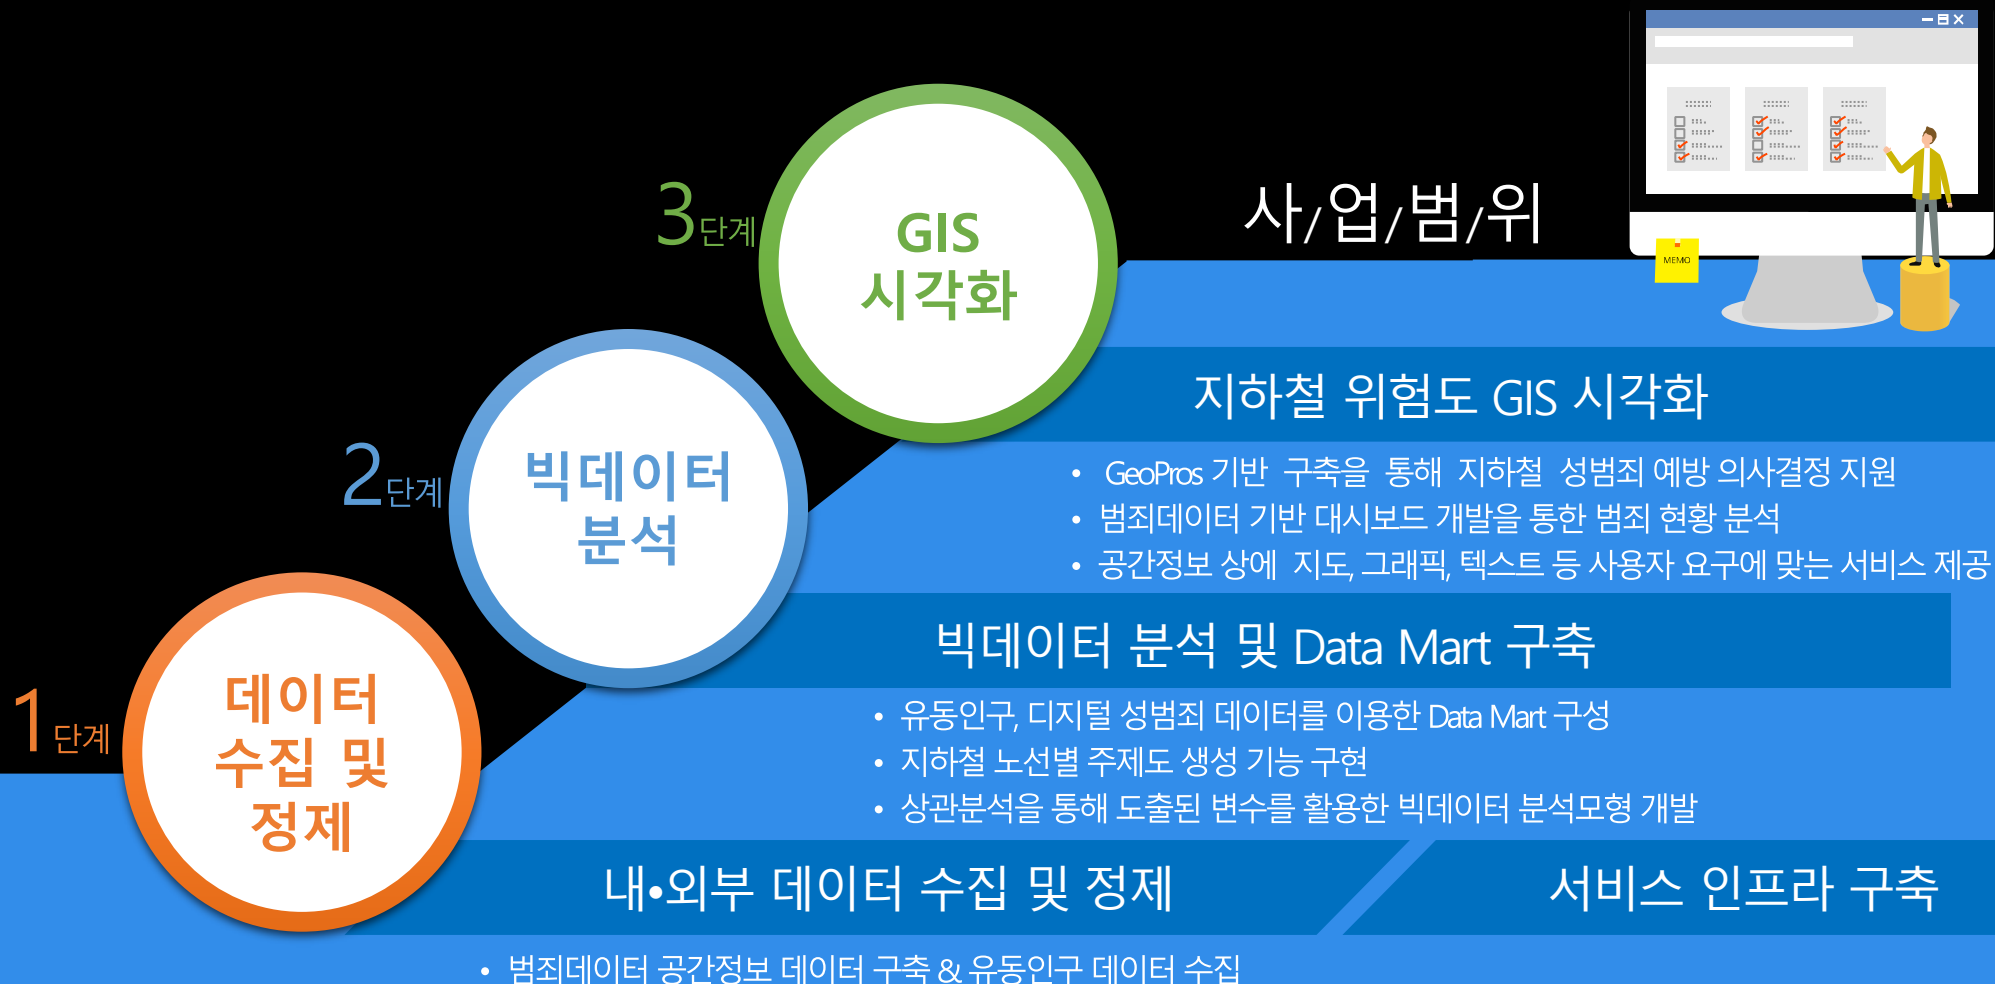 사/업/범/위
MEMO
3단계
GIS
시각화
지하철 위험도 GIS 시각화
• GeoPros 기반 구축을 통해 지하철 성범죄 예방 의사결정 지원
• 범죄데이터 기반 대시보드 개발을 통한 범죄 현황 분석
• 공간정보 상에 지도, 그래픽, 텍스트 등 사용자 요구에 맞는 서비스 제공
2단계
빅데이터
분석
빅데이터 분석 및 Data Mart 구축
• 유동인구, 디지털 성범죄 데이터를 이용한 Data Mart 구성
• 지하철 노선별 주제도 생성 기능 구현
• 상관분석을 통해 도출된 변수를 활용한 빅데이터 분석모형 개발
1단계
데이터
수집 및
정제
내•외부 데이터 수집 및 정제
서비스 인프라 구축
• 범죄데이터 공간정보 데이터 구축 & 유동인구 데이터 수집